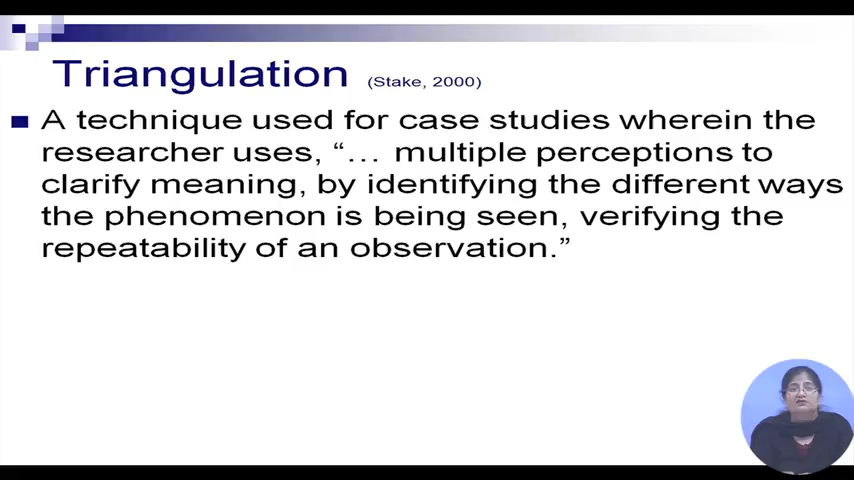 Triangulation (Stake, 2000)
A technique used for case studies wherein the
researcher uses, “… multiple perceptions to
clarify meaning, by identifying the different ways
the phenomenon is being seen, verifying the
repeatability of an observation.”